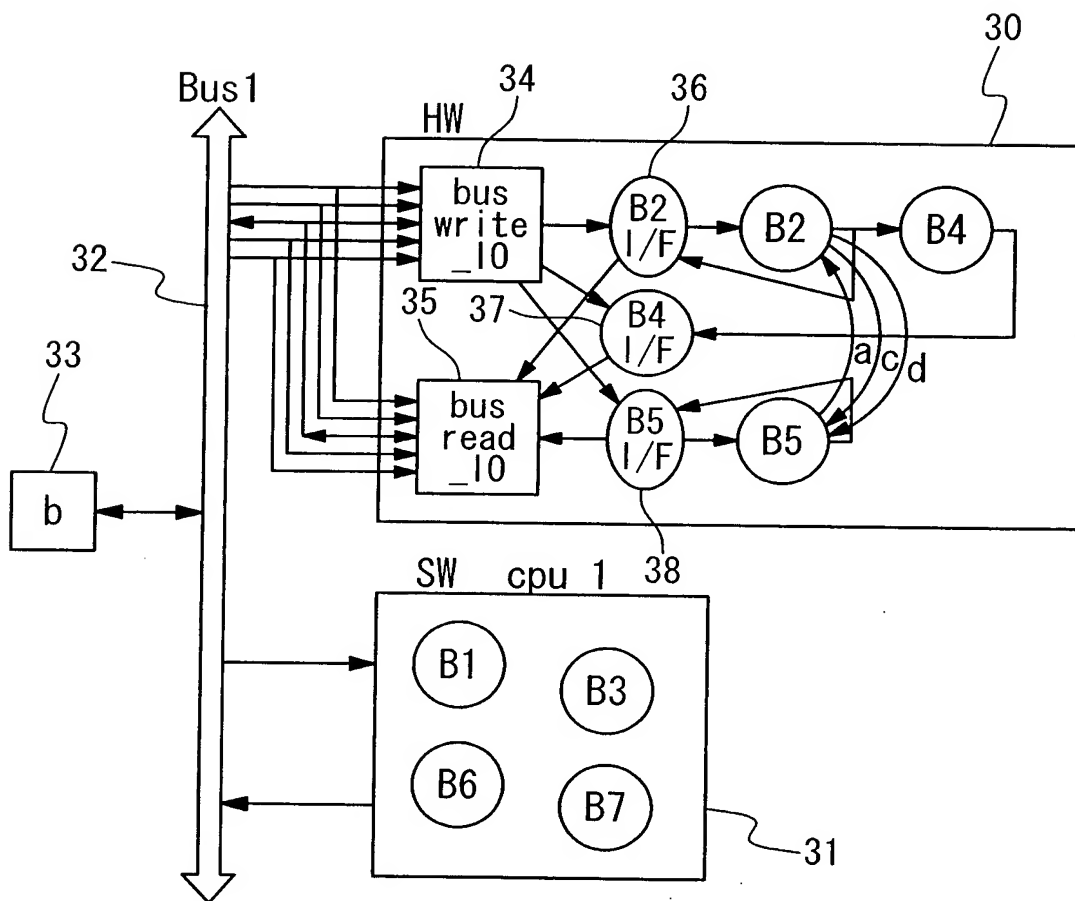 Bus1
34
36
30
HW
bus
write
_IO
B2
I/F
B2
B4
32
37
B4
I/F
35
a
c
d
33
bus
read
_IO
B5
I/F
B5
b
38
SW
cpu 1
B1
B3
B6
B7
31